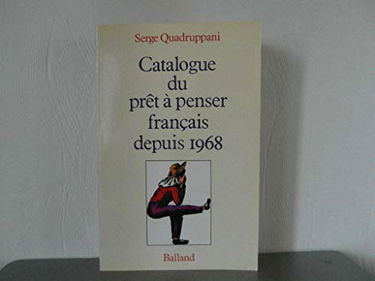 Serge Quadruppani
Catalogue
du
prêt à penser
français
depuis 1968
Balland